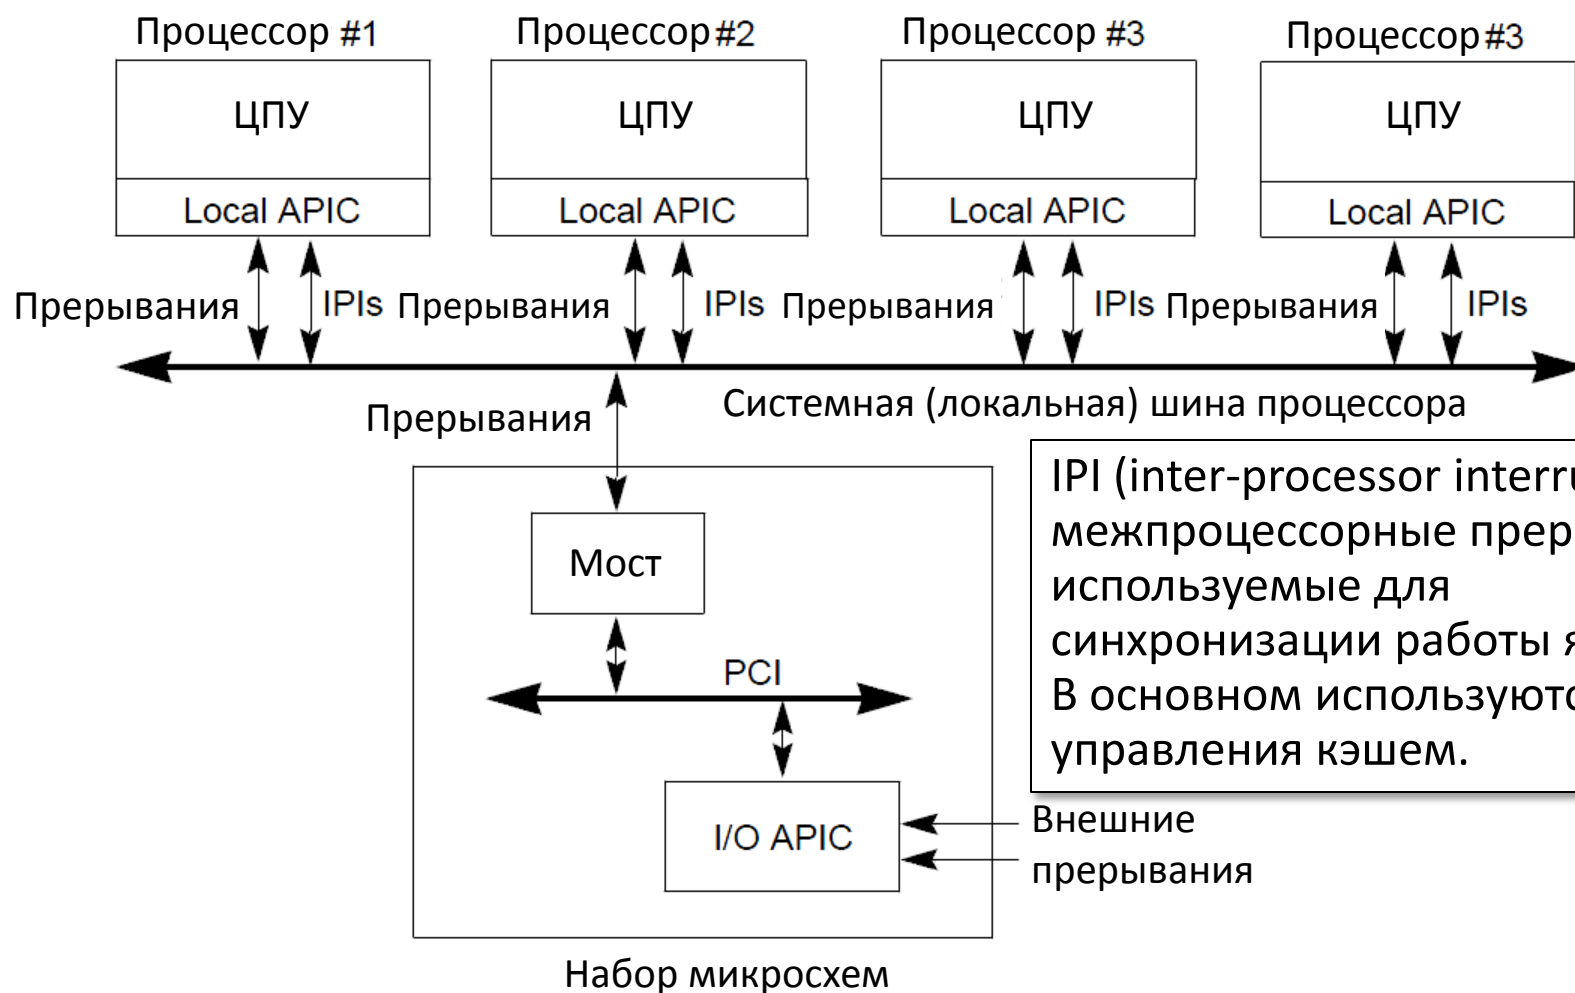 Процессор #1
Процессор #2
Процессор #3
Процессор #3
ЦПУ
ЦПУ
ЦПУ
ЦПУ
Local APIC
Local APIC
Local APIC
Local APIC
Прерывания
IPIs
Прерывания
IPIs
Прерывания
IPIs
Прерывания
IPIs
Прерывания
Системная (локальная) шина процессора
IPI (inter-processor
межпроцессорные
используемые для
синхронизации работы
В основном
управления кэшем.
Мост
PCI
I/O APIC
Внешние
прерывания
Набор микросхем